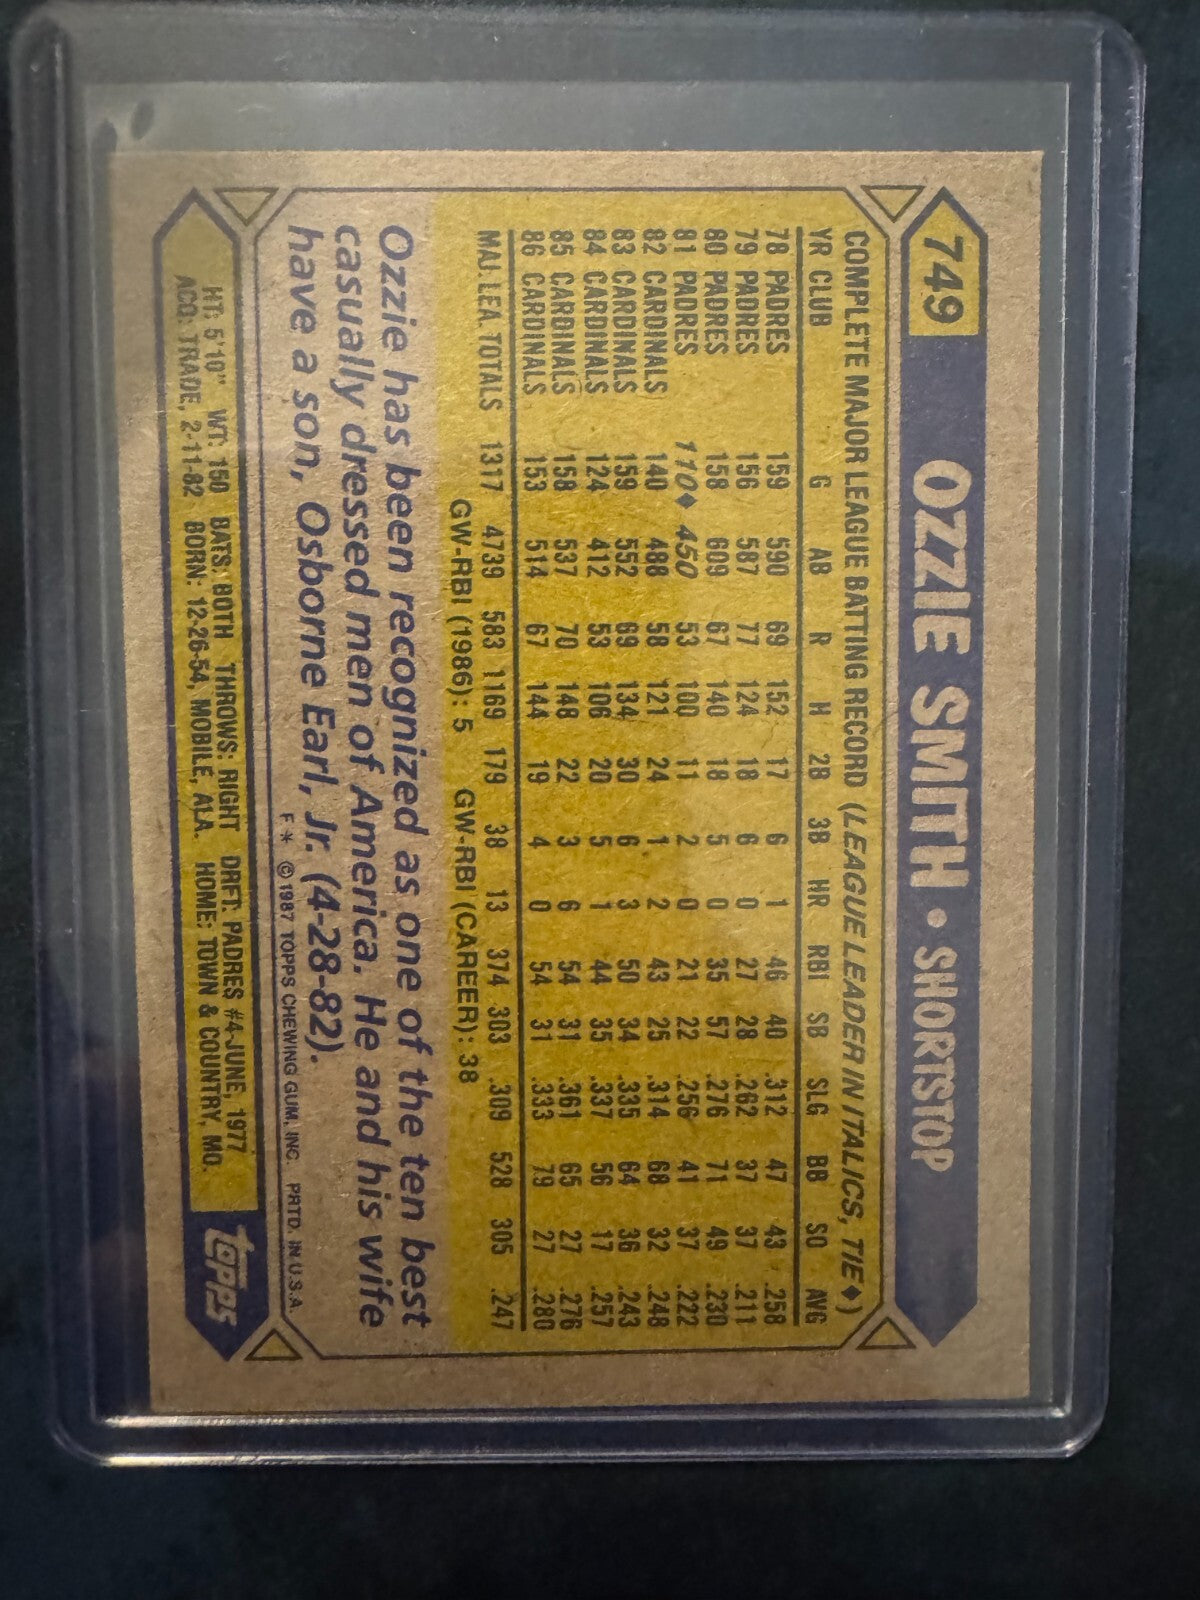 749 OZZIE SMITH • SHORTSTOP
COMPLETE MAJOR LEAGUE BATTING RECORD (LEAGUE LEADER IN ITALICS, TIE ♦)
YR CLUB G AB R H 2B 3B HR RBI SB SLG BB SO AVG
78 PADRES 159 590 69 152 17 6 1 46 40 .312 47 43 .258
79 PADRES 156 587 77 124 18 6 0 27 28 .262 37 37 .211
80 PADRES 158 609 67 140 18 5 0 35 57 .276 71 49 .230
81 PADRES 110♦ 450 53 100 11 2 0 21 22 .256 41 37 .222
82 CARDINALS 140 488 58 121 24 1 2 43 25 .314 68 32 .248
83 CARDINALS 159 552 69 134 30 6 3 50 34 .335 64 36 .243
84 CARDINALS 124 412 53 106 20 5 1 44 35 .337 56 17 .257
85 CARDINALS 158 537 70 148 22 3 6 54 31 .361 65 27 .276
86 CARDINALS 153 514 67 144 19 4 0 54 31 .333 79 27 .280
MAJ. LEA. TOTALS 1317 4739 583 1169 179 38 13 374 303 .309 528 305 .247
GW-RBI (1986): 5 GW-RBI (CAREER): 38
Ozzie has been recognized as one of the ten best
casually dressed men of America. He and his wife
have a son, Osborne Earl, Jr. (4-28-82).
F* © 1987 TOPPS CHEWING GUM, INC. PRTD. IN U.S.A.
HT: 5'10" WT: 150 BATS: BOTH THROWS: RIGHT DRFT: PADRES #4-JUNE, 1977
ACQ: TRADE, 2-11-82 BORN: 12-26-54, MOBILE, ALA. HOME: TOWN & COUNTRY, MO.
topps